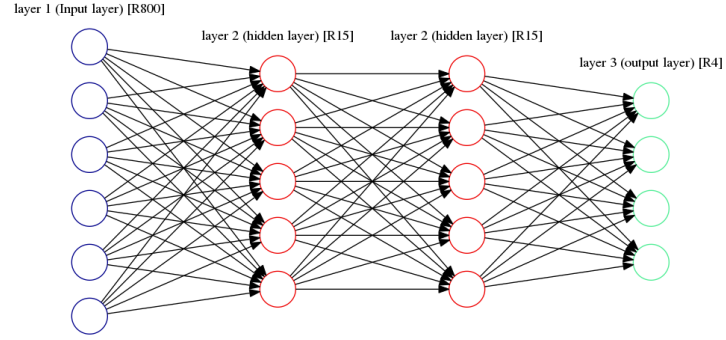 layer 1 (Input layer) [R800]
layer 2 (hidden layer) [R15]
layer 2 (hidden layer) [R15]
layer 3 (output layer) [R4]